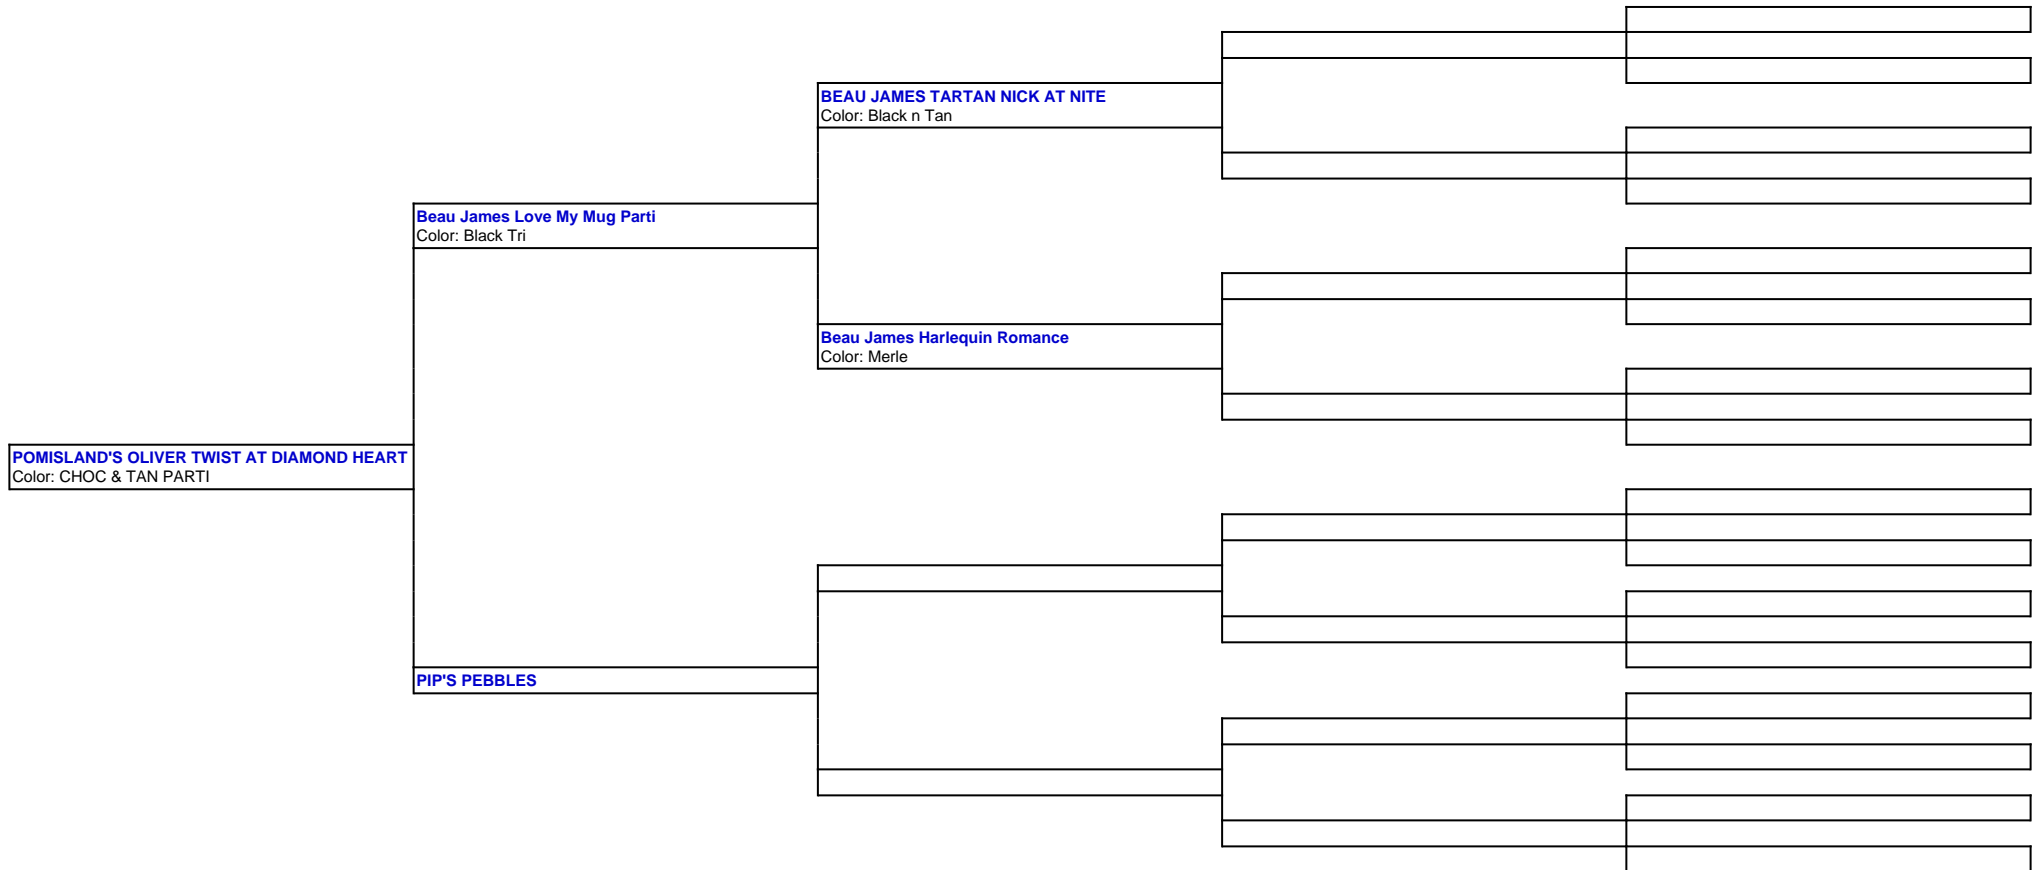 BEAU JAMES TARTAN NICK AT NITE
Color: Black n Tan
Beau James Love My Mug Parti
Color: Black Tri
Beau James Harlequin Romance
Color: Merle
POMISLAND'S OLIVER TWIST AT DIAMOND HEART
Color: CHOC & TAN PARTI
PIP'S PEBBLES